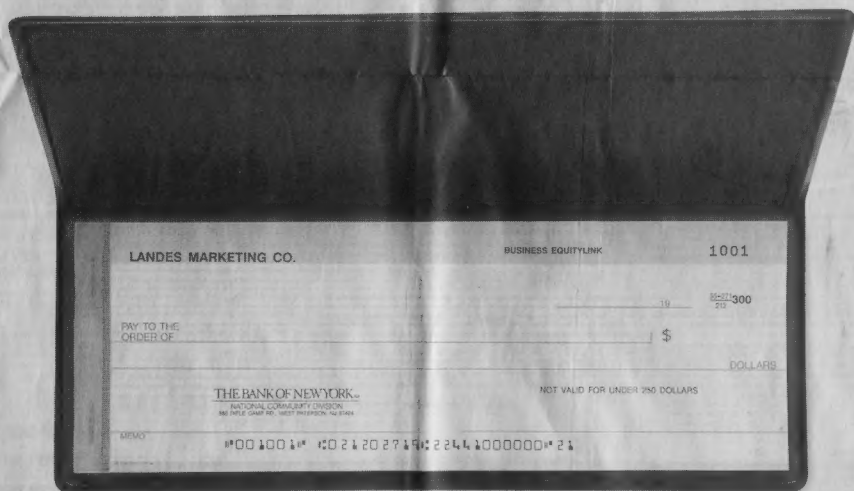 LANDES MARKETING CO. BUSINESS EQUITYLINK 1001
19 300
PAY TO THE
ORDER OF $
DOLLARS
THE BANK OF NEW YORK NOT VALID FOR UNDER 250 DOLLARS
NATIONAL COMMUNITY DIVISION
MEMO
⑈001001⑈